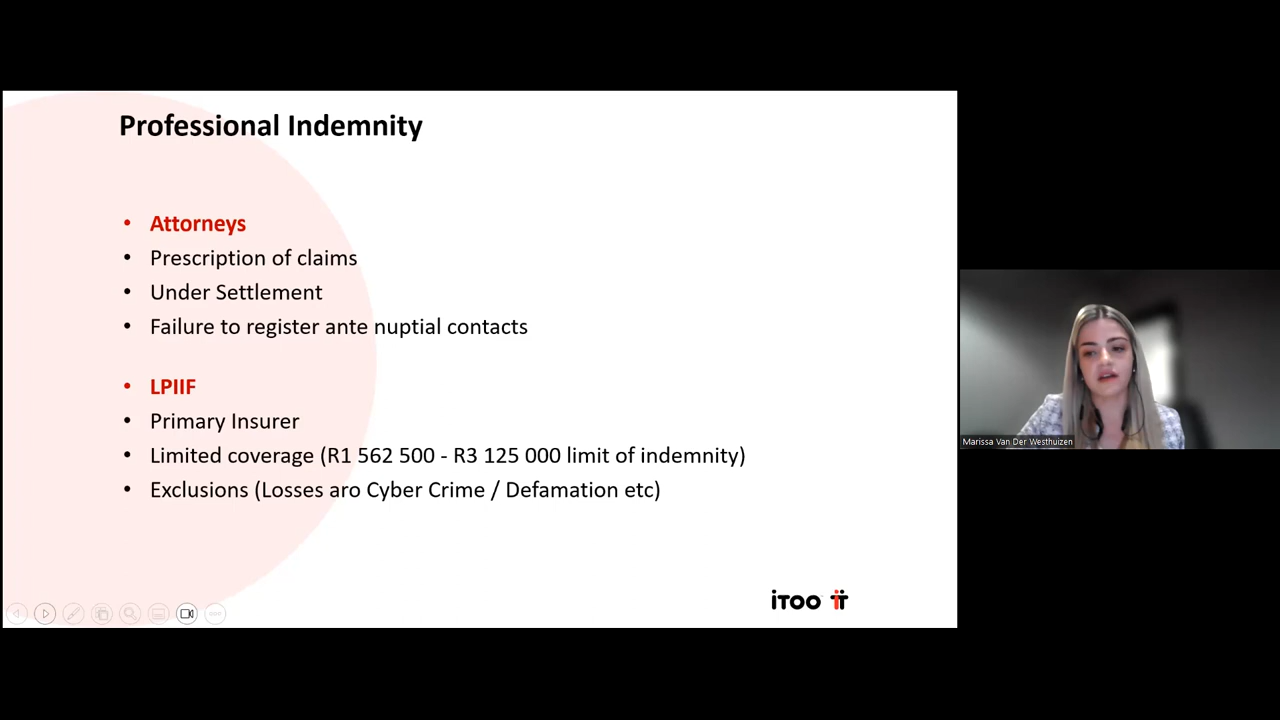 Professional Indemnity
• Attorneys
• Prescription of claims
• Under Settlement
• Failure to register ante nuptial contacts
• LPIIF
• Primary Insurer
• Limited coverage (R1 562 500 - R3 125 000 limit of indemnity)
• Exclusions (Losses aro Cyber Crime / Defamation etc)
iTOO
Marissa Van Der Westhuizen